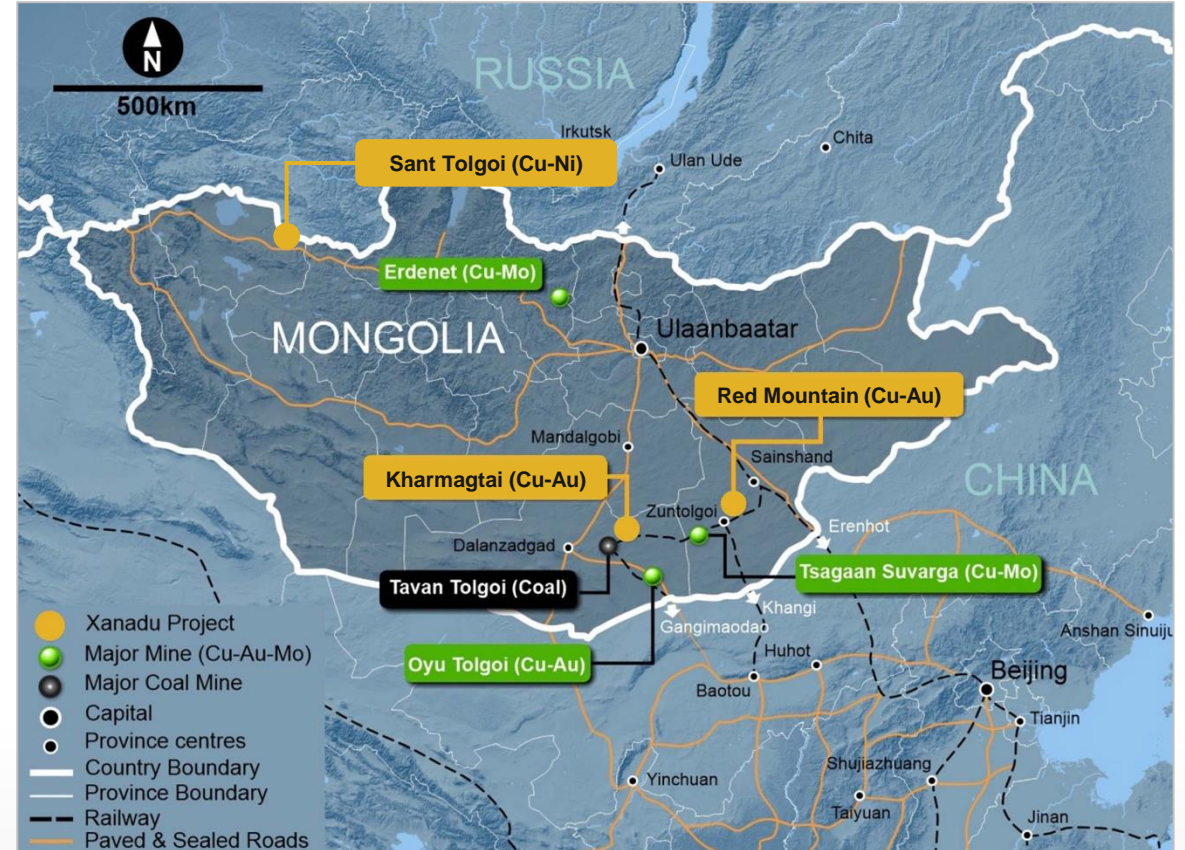 N
500km
RUSSIA
Irkutsk
Chita
Ulan Ude
Sant Tolgoi (Cu-Ni)
Erdenet (Cu-Mo)
MONGOLIA
Ulaanbaatar
Red Mountain (Cu-Au)
Mandalgobi
Sainshand
Kharmagtai (Cu-Au)
CHINA
Zuntolgoi
Erenhot
Dalanzadgad
Tavan Tolgoi (Coal)
Tsagaan Suvarga (Cu-Mo)
Khangi
Gangimaodao
Anshan Sinuiju
Oyu Tolgoi (Cu-Au)
Huhot
Baotou
Beijing
Tianjin
Shujiazhuang
Yinchuan
Taiyuan
Jinan
Xanadu Project
Major Mine (Cu-Au-Mo)
Major Coal Mine
Capital
Province centres
Country Boundary
Province Boundary
Railway
Paved & Sealed Roads